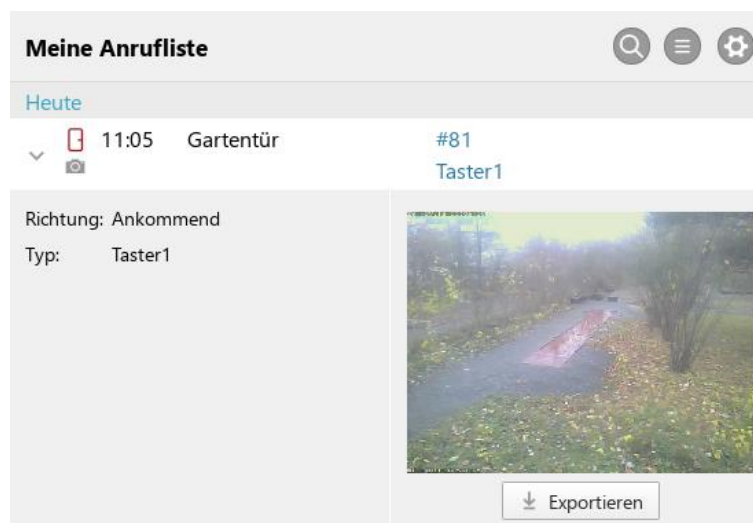 Meine Anrufliste
Heute
11:05 Gartentür #81
Taster1
Richtung: Ankommend
Typ: Taster1
Exportieren